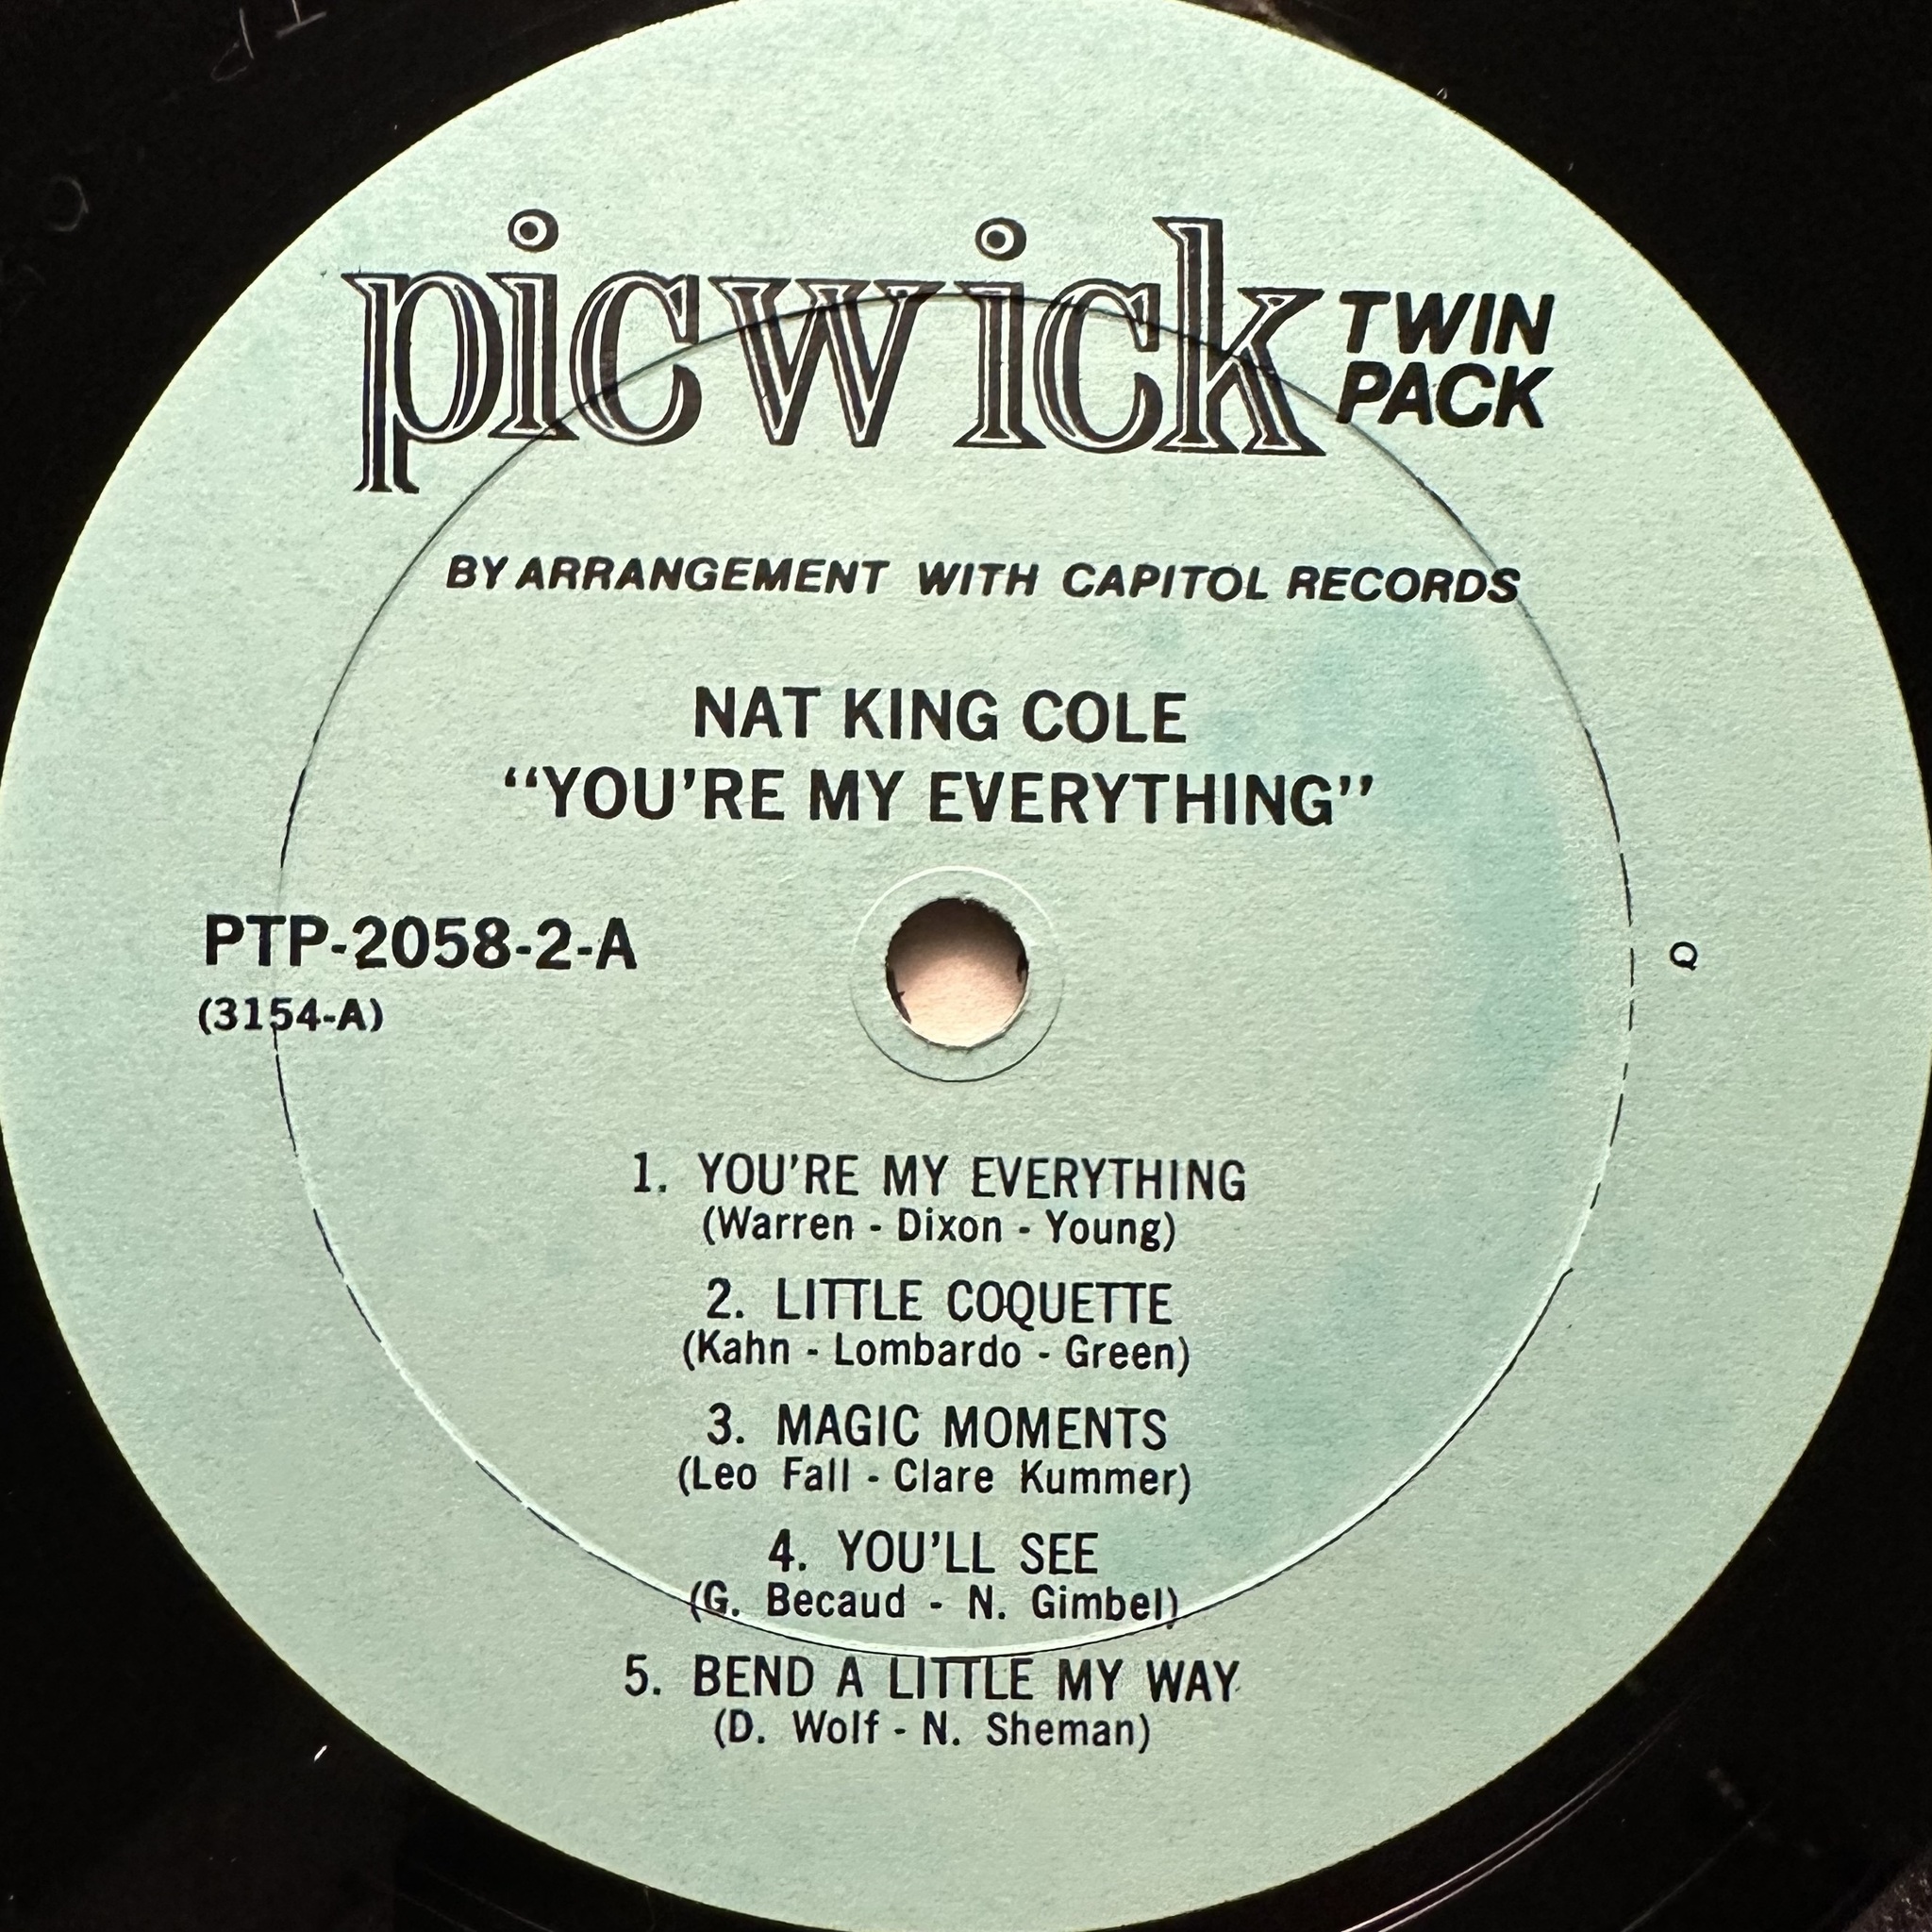 picwick TWIN PACK
BY ARRANGEMENT WITH CAPITOL RECORDS
NAT KING COLE
“YOU’RE MY EVERYTHING”
PTP-2058-2-A
(3154-A)
Q
1. YOU’RE MY EVERYTHING
(Warren - Dixon - Young)
2. LITTLE COQUETTE
(Kahn - Lombardo - Green)
3. MAGIC MOMENTS
(Leo Fall - Clare Kummer)
4. YOU’LL SEE
(G. Becaud - N. Gimbel)
5. BEND A LITTLE MY WAY
(D. Wolf - N. Sheman)